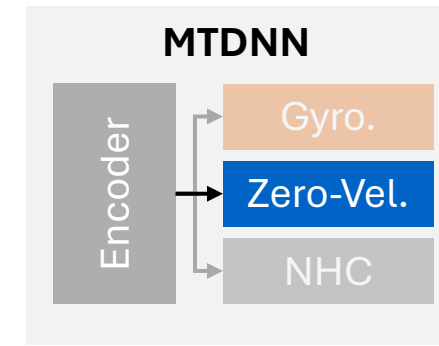 MTDNN
Encoder
Gyro.
Zero-Vel.
NHC